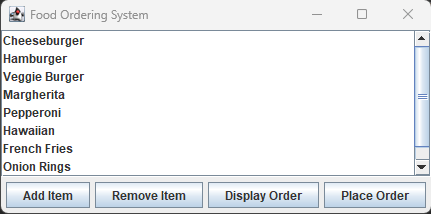 Food Ordering System
Cheeseburger
Hamburger
Veggie Burger
Margherita
Pepperoni
Hawaiian
French Fries
Onion Rings
Add Item Remove Item Display Order Place Order